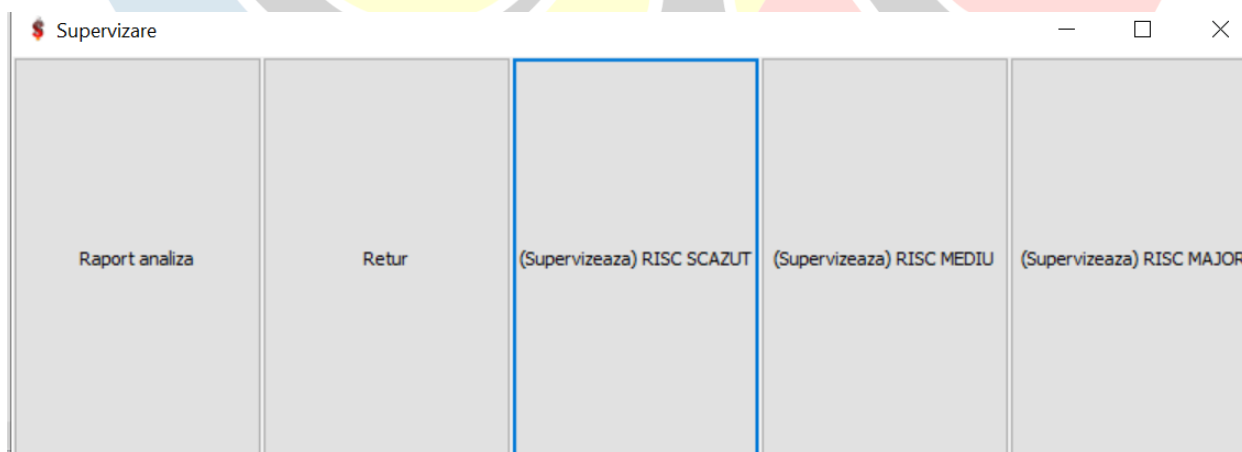 Supervizare
Raport analiza
Retur
(Supervizeaza) RISC SCAZUT
(Supervizeaza) RISC MEDIU
(Supervizeaza) RISC MAJOR